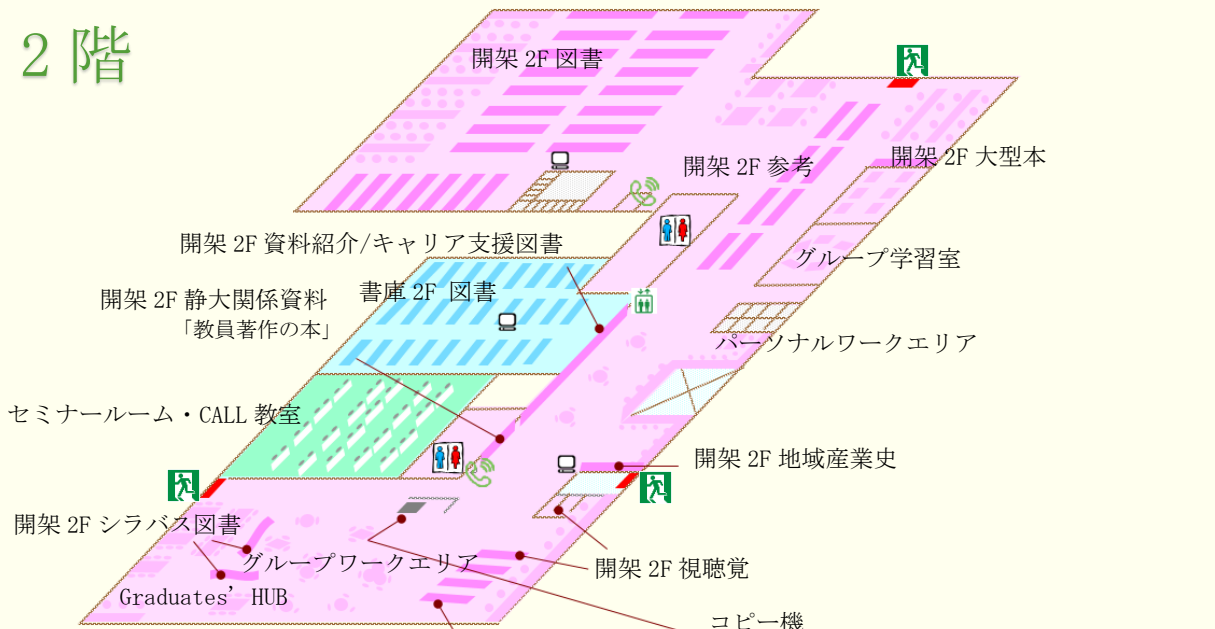 2階
開架 2F 図書
開架 2F 大型本
開架 2F 参考
開架 2F 資料紹介/キャリア支援図書
グループ学習室
開架 2F 静大関係資料
「教員著作の本」
書庫 2F 図書
パーソナルワークエリア
セミナールーム・CALL 教室
開架 2F 地域産業史
開架 2F シラバス図書
グループワークエリア
開架 2F 視聴覚
Graduates' HUB
コピー機